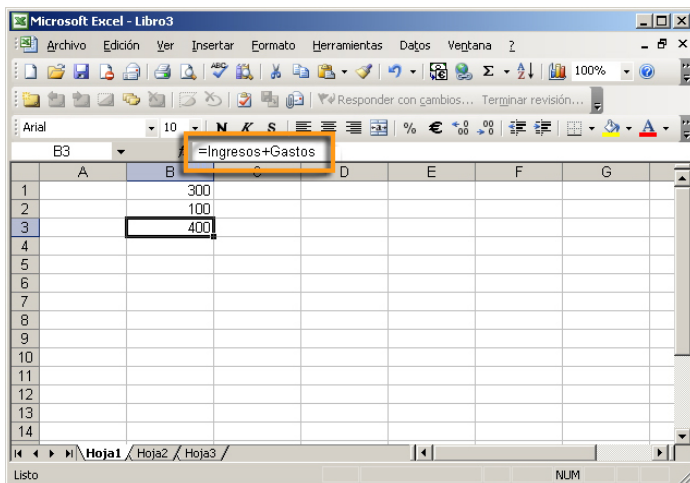 Microsoft Excel - Libro3
Archivo Edición Ver Insertar Formato Herramientas Datos Ventana ?
100%
Responder con cambios... Terminar revisión...
Arial 10 N K S % €
B3 =Ingresos+Gastos
A B C D E F G
1 300
2 100
3 400
4
5
6
7
8
9
10
11
12
13
14
Hoja1 Hoja2 Hoja3
Listo NUM